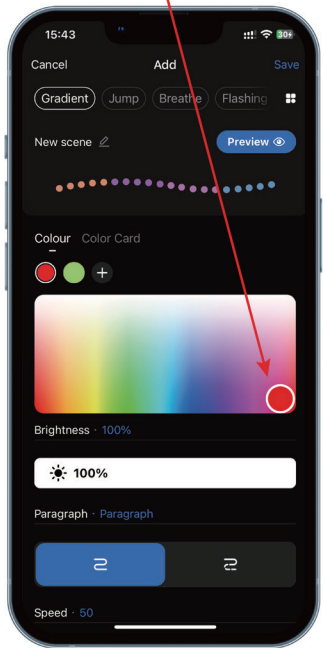 15:43
30
Cancel Add Save
Gradient Jump Breathe Flashing
New scene Preview
Colour Color Card
Brightness · 100%
100%
Paragraph · Paragraph
Speed · 50